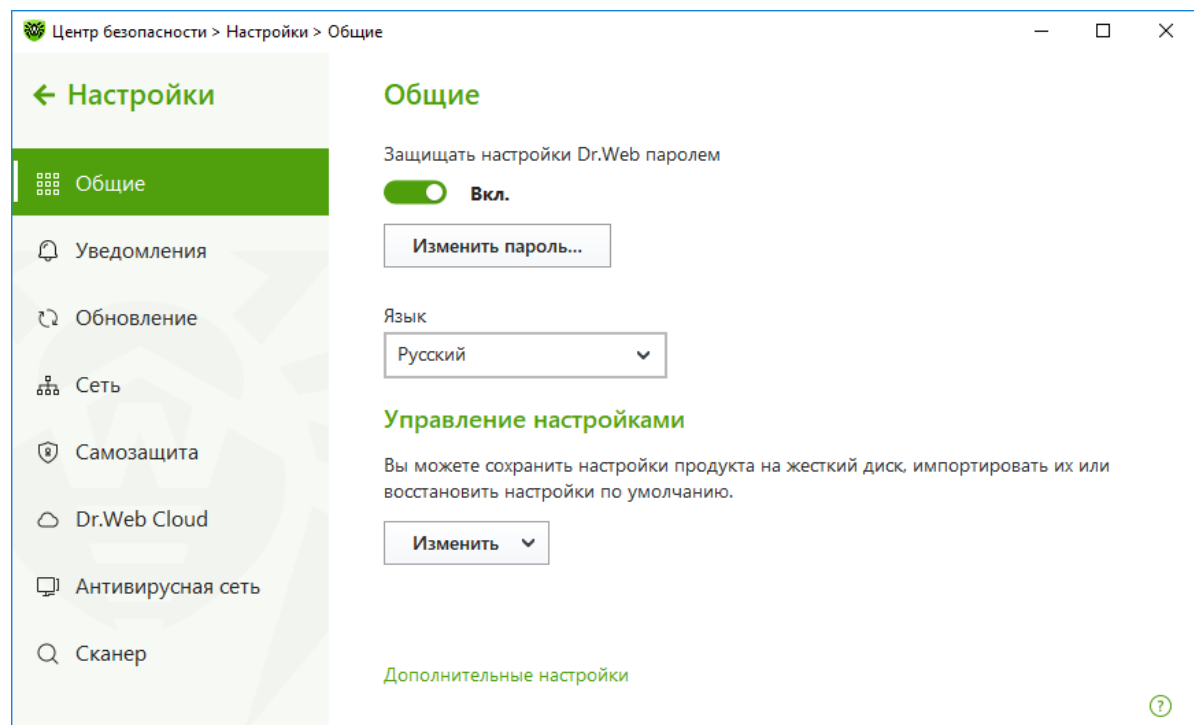 Центр безопасности > Настройки > Общие
Настройки
Общие
Уведомления
Обновление
Сеть
Самозащита
Dr.Web Cloud
Антивирусная сеть
Сканер
Общие
Защищать настройки Dr.Web паролем
Вкл.
Изменить пароль...
Язык
Русский
Управление настройками
Вы можете сохранить настройки продукта на жесткий диск, импортировать их или
восстановить настройки по умолчанию.
Изменить
Дополнительные настройки
?